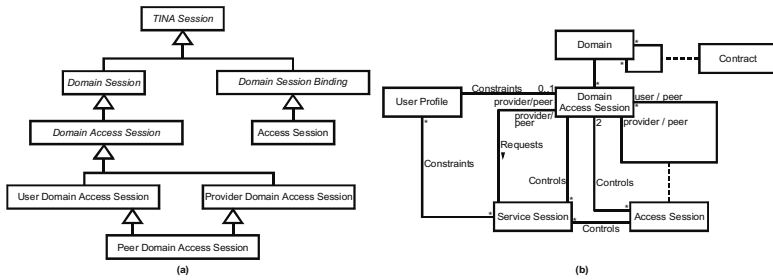 TINA Session
Domain Session
Domain Session Binding
Domain Access Session
Access Session
User Domain Access Session
Provider Domain Access Session
Peer Domain Access Session
(a)
Domain
*
*
Contract
*
User Profile
Constraints
0..1
Domain
Access Session
user / peer
*
provider/peer
provider/
peer
2
provider / peer
*
Requests
Constraints
Controls
Controls
*
*
*
Service Session
*
Access Session
Controls
(b)